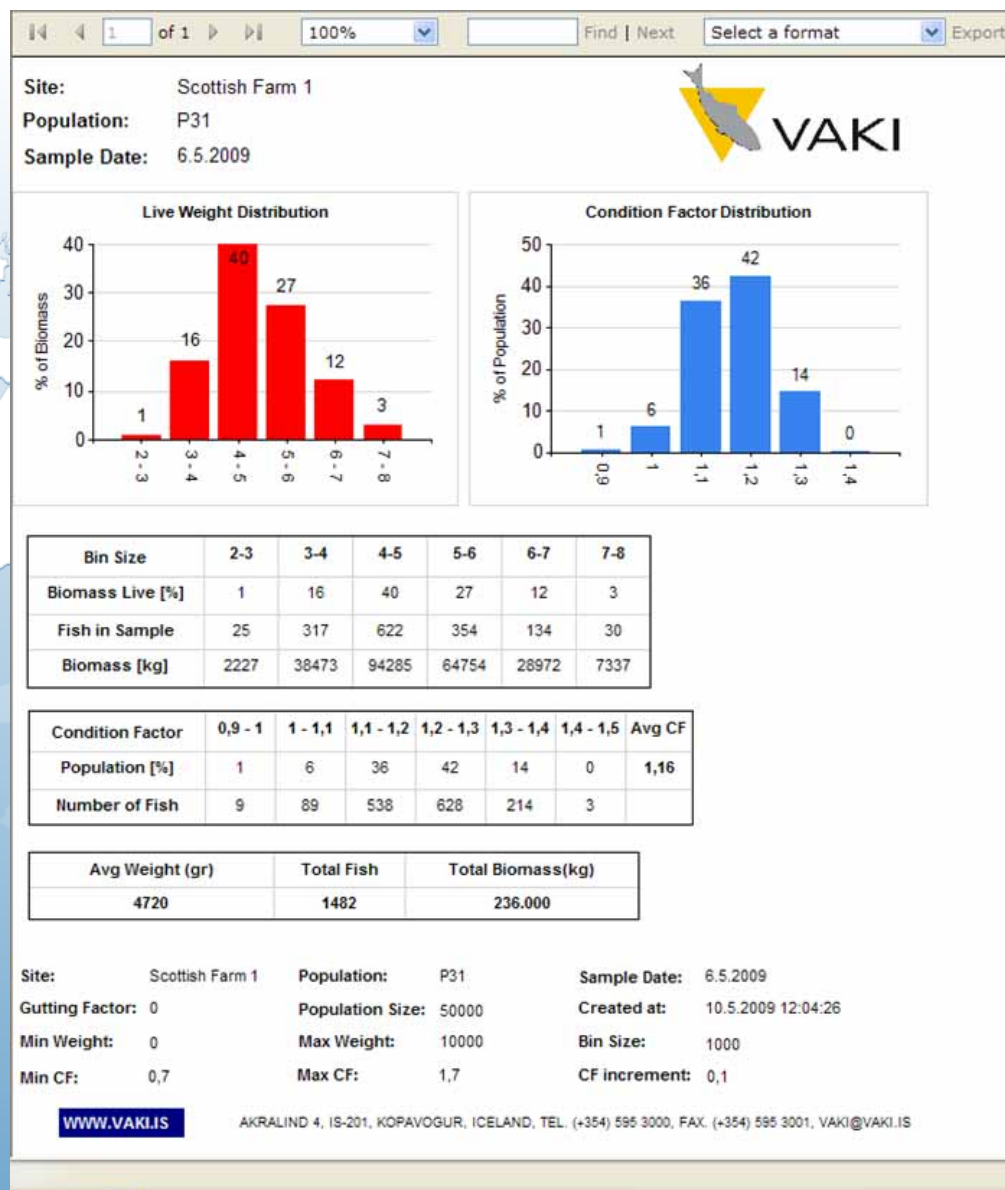 1 of 1 100% Find | Next Select a format Export
Site: Scottish Farm 1
Population: P31
Sample Date: 6.5.2009
VAKI
Live Weight Distribution
% of Biomass
40
30
20
10
0
1 16 40 27 12 3
2 - 3 3 - 4 4 - 5 5 - 6 6 - 7 7 - 8
Condition Factor Distribution
% of Population
50
40
30
20
10
0
1 6 36 42 14 0
0,9 1 1,1 1,2 1,3 1,4
Bin Size 2-3 3-4 4-5 5-6 6-7 7-8
Biomass Live [%] 1 16 40 27 12 3
Fish in Sample 25 317 622 354 134 30
Biomass [kg] 2227 38473 94285 64754 28972 7337
Condition Factor 0,9 - 1 1 - 1,1 1,1 - 1,2 1,2 - 1,3 1,3 - 1,4 1,4 - 1,5 Avg CF
Population [%] 1 6 36 42 14 0 1,16
Number of Fish 9 89 538 628 214 3
Avg Weight (gr) Total Fish Total Biomass(kg)
4720 1482 236.000
Site: Scottish Farm 1 Population: P31 Sample Date: 6.5.2009
Gutting Factor: 0 Population Size: 50000 Created at: 10.5.2009 12:04:26
Min Weight: 0 Max Weight: 10000 Bin Size: 1000
Min CF: 0,7 Max CF: 1,7 CF increment: 0,1
WWW.VAKI.IS AKRALIND 4, IS-201, KOPAVOGUR, ICELAND, TEL. (+354) 595 3000, FAX. (+354) 595 3001, VAKI@VAKI.IS